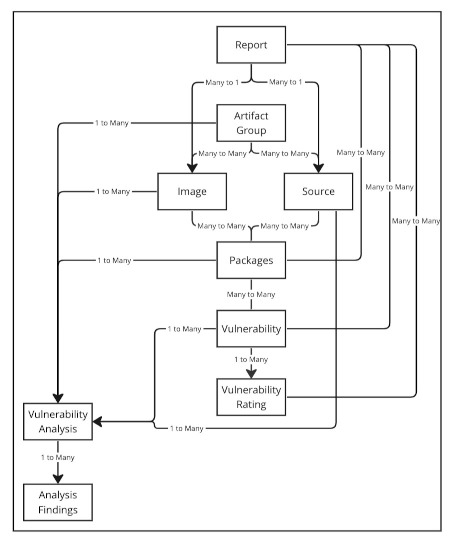 Report
Many to 1
Many to 1
Artifact
Group
1 to Many
Many to Many
Many to Many
Many to Many
Image
Source
1 to Many
Many to Many
Many to Many
Many to Many
Many to Many
Packages
1 to Many
Many to Many
Vulnerability
1 to Many
1 to Many
Vulnerability
Rating
Vulnerability
Analysis
1 to Many
1 to Many
Analysis
Findings